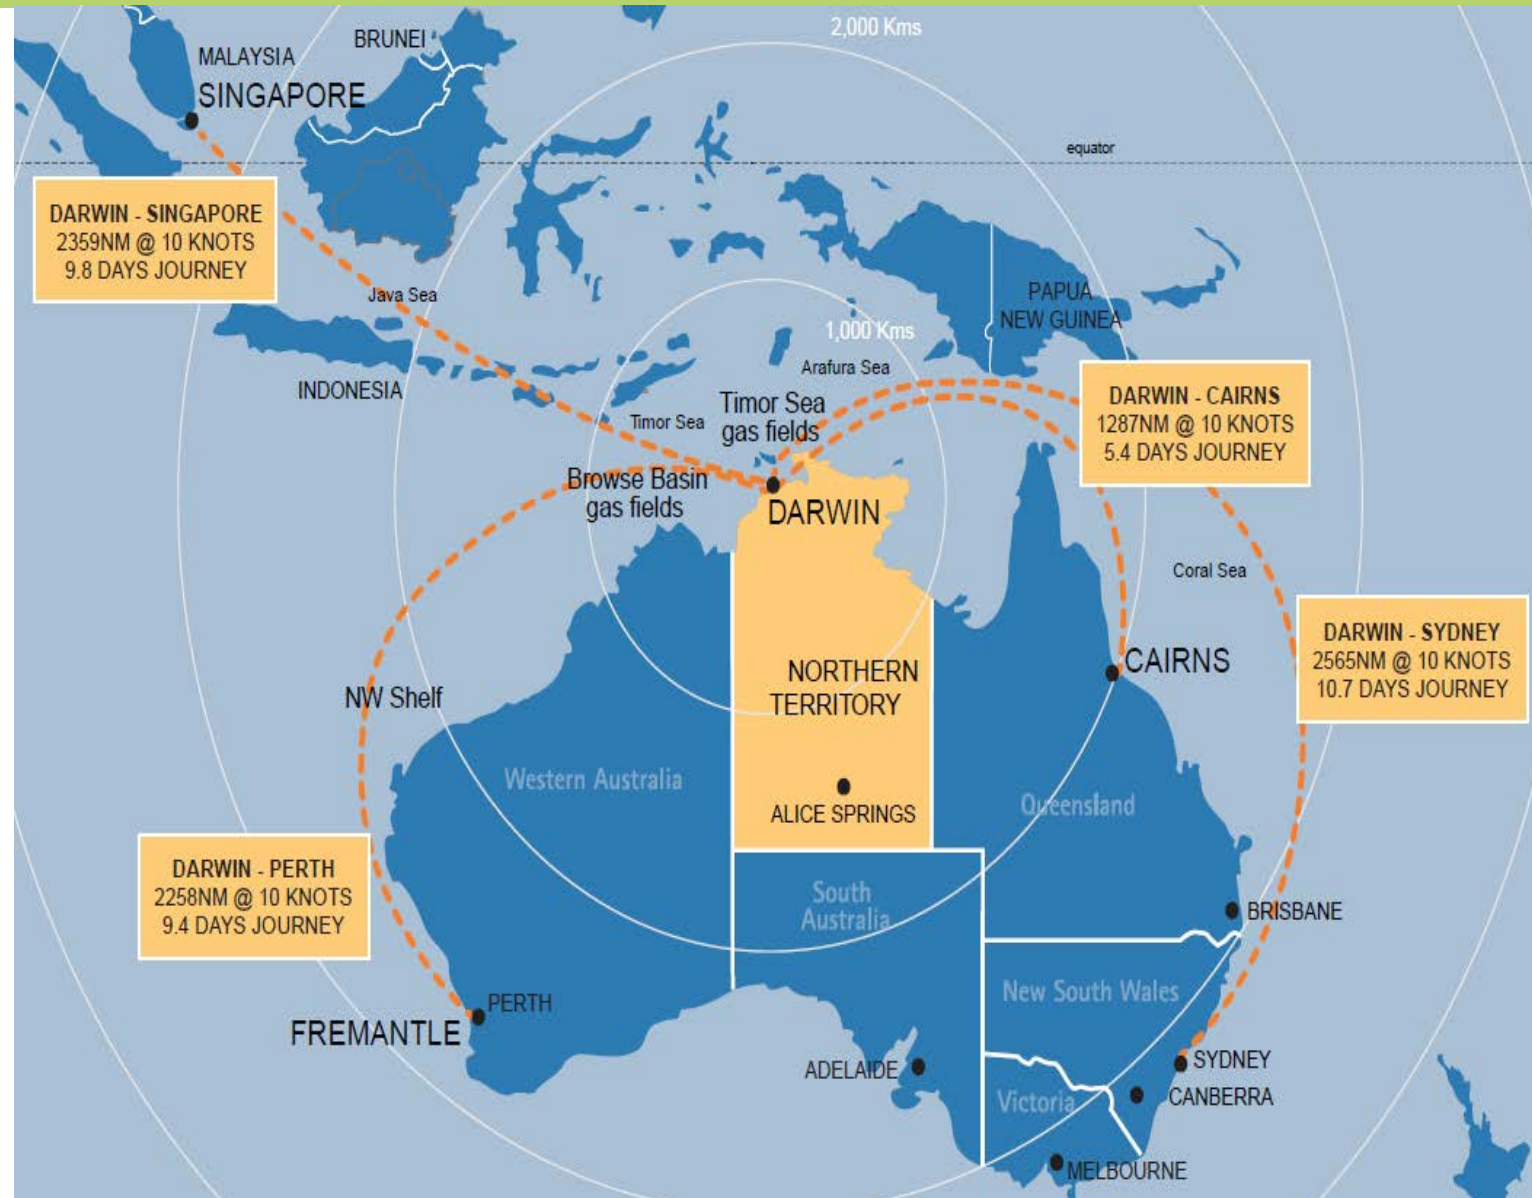 2,000 Kms
BRUNEI
MALAYSIA
SINGAPORE
equator
DARWIN - SINGAPORE
2359NM @ 10 KNOTS
9.8 DAYS JOURNEY
Java Sea
PAPUA
NEW GUINEA
1,000 Kms
Arafura Sea
INDONESIA
Timor Sea
Timor Sea
gas fields
DARWIN - CAIRNS
1287NM @ 10 KNOTS
5.4 DAYS JOURNEY
Browse Basin
gas fields
DARWIN
Coral Sea
DARWIN - SYDNEY
2565NM @ 10 KNOTS
10.7 DAYS JOURNEY
CAIRNS
NORTHERN
TERRITORY
NW Shelf
Western Australia
ALICE SPRINGS
Queensland
DARWIN - PERTH
2258NM @ 10 KNOTS
9.4 DAYS JOURNEY
South
Australia
BRISBANE
New South Wales
PERTH
FREMANTLE
ADELAIDE
SYDNEY
CANBERRA
Victoria
MELBOURNE